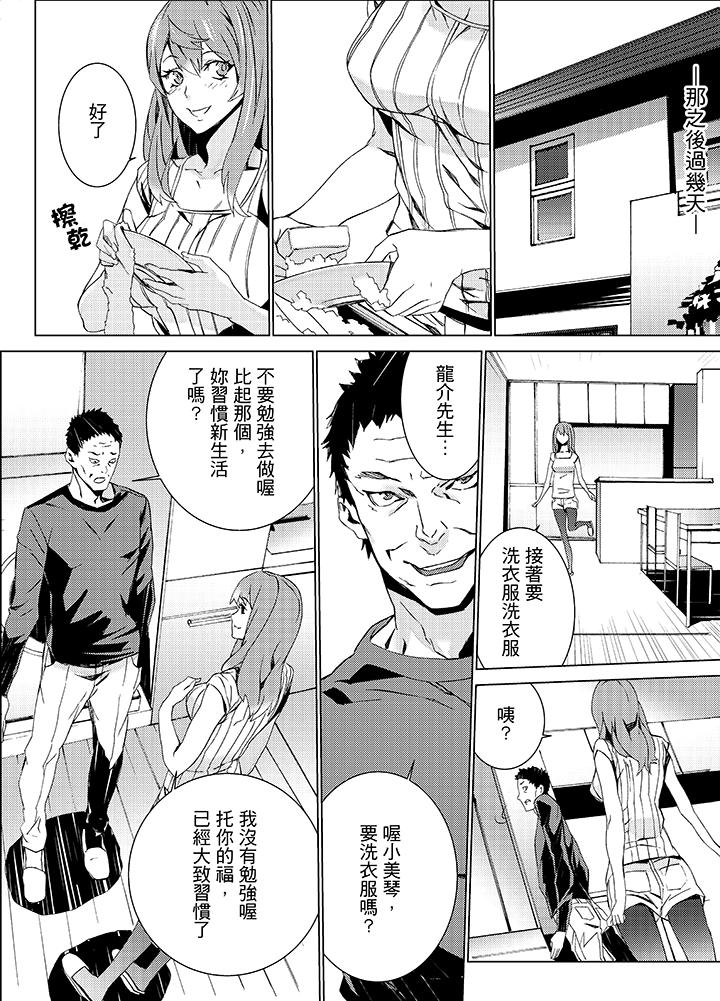 —那之後過幾天—
好了
擦乾
接著要
洗衣服洗衣服
咦？
龍介先生…
喔小美琴，
要洗衣服嗎？
不要勉強去做喔
比起那個，
妳習慣新生活
了嗎？
我沒有勉強喔
托你的福，
已經大致習慣了